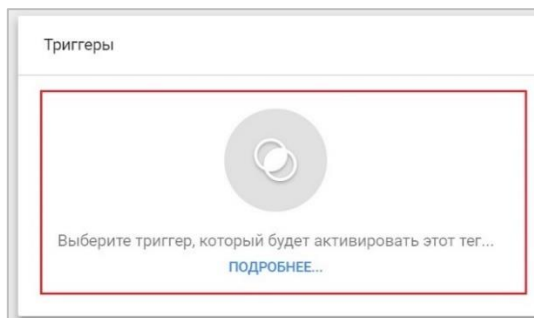 Триггеры
Выберите триггер, который будет активировать этот тег...
ПОДРОБНЕЕ...